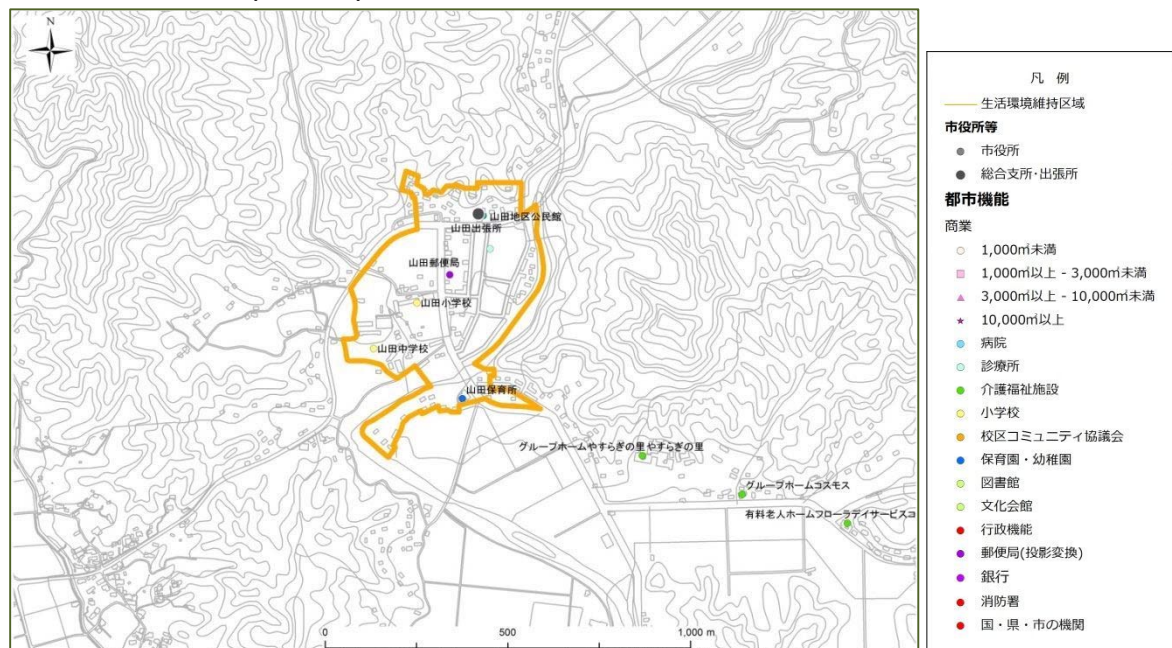 N
山田地区公民館
山田出張所
山田郵便局
山田小学校
山田中学校
山田保育所
グループホームやすらぎの里やすらぎの里
グループホームコスモス
有料老人ホームフローラデイサービスコ
0 500 1,000 m
凡 例
生活環境維持区域
市役所等
市役所
総合支所・出張所
都市機能
商業
1,000㎡未満
1,000㎡以上 - 3,000㎡未満
3,000㎡以上 - 10,000㎡未満
10,000㎡以上
病院
診療所
介護福祉施設
小学校
校区コミュニティ協議会
保育園・幼稚園
図書館
文化会館
行政機能
郵便局(投影変換)
銀行
消防署
国・県・市の機関